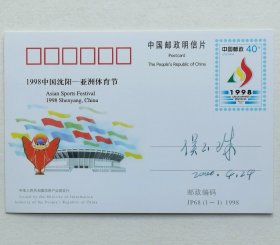 中国邮政明信片
Postcard
The People's Republic of China
中国邮政 40分
1998
1998中国沈阳—亚洲体育节
Asian Sports Festival
1998 Shenyang, China
中华人民共和国信息产业部发行
Issued by the Ministry of Information
Industry of the People's Republic of China
邮政编码
JP68 (1-1) 1998